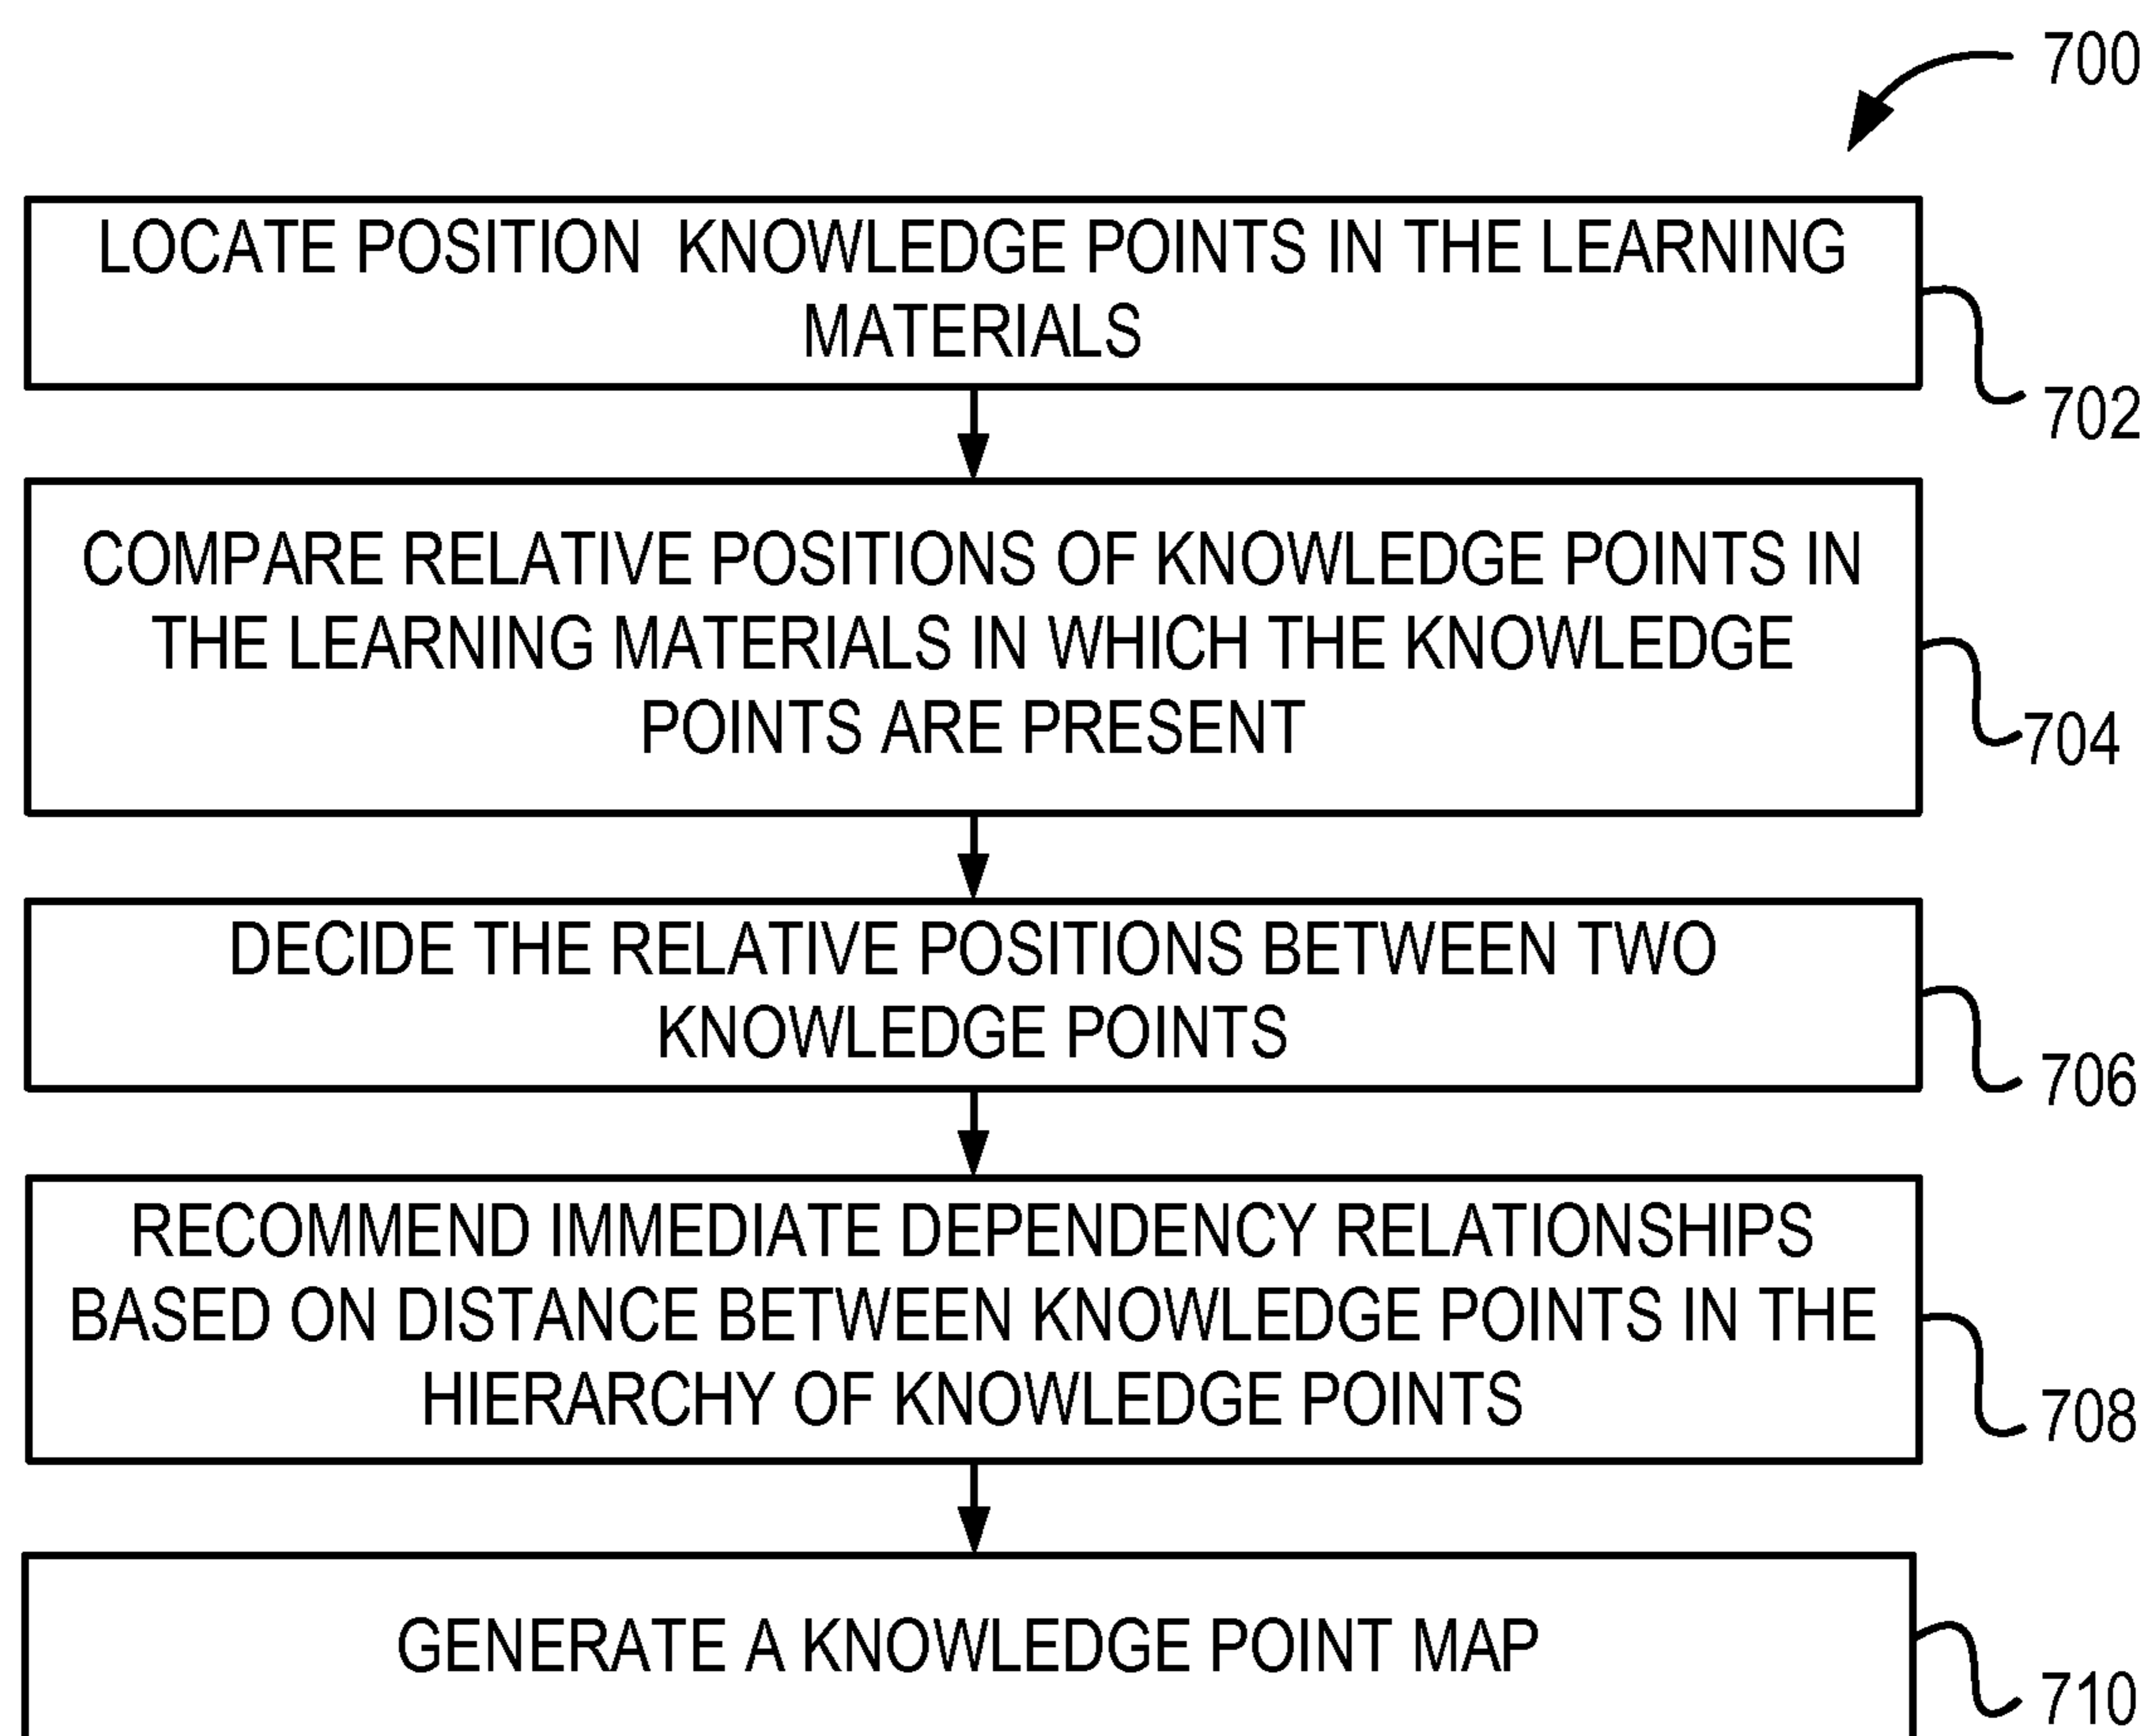 700
LOCATE POSITION KNOWLEDGE POINTS IN THE LEARNING
MATERIALS
702
COMPARE RELATIVE POSITIONS OF KNOWLEDGE POINTS IN
THE LEARNING MATERIALS IN WHICH THE KNOWLEDGE
POINTS ARE PRESENT
704
DECIDE THE RELATIVE POSITIONS BETWEEN TWO
KNOWLEDGE POINTS
706
RECOMMEND IMMEDIATE DEPENDENCY RELATIONSHIPS
BASED ON DISTANCE BETWEEN KNOWLEDGE POINTS IN THE
HIERARCHY OF KNOWLEDGE POINTS
708
GENERATE A KNOWLEDGE POINT MAP
710